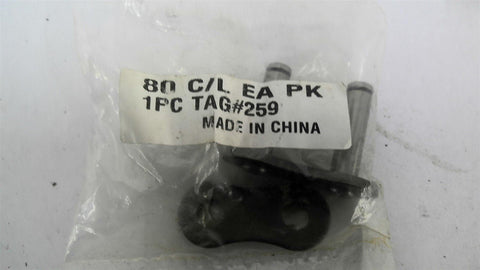 80 C/L EA PK
1PC TAG#259
MADE IN CHINA